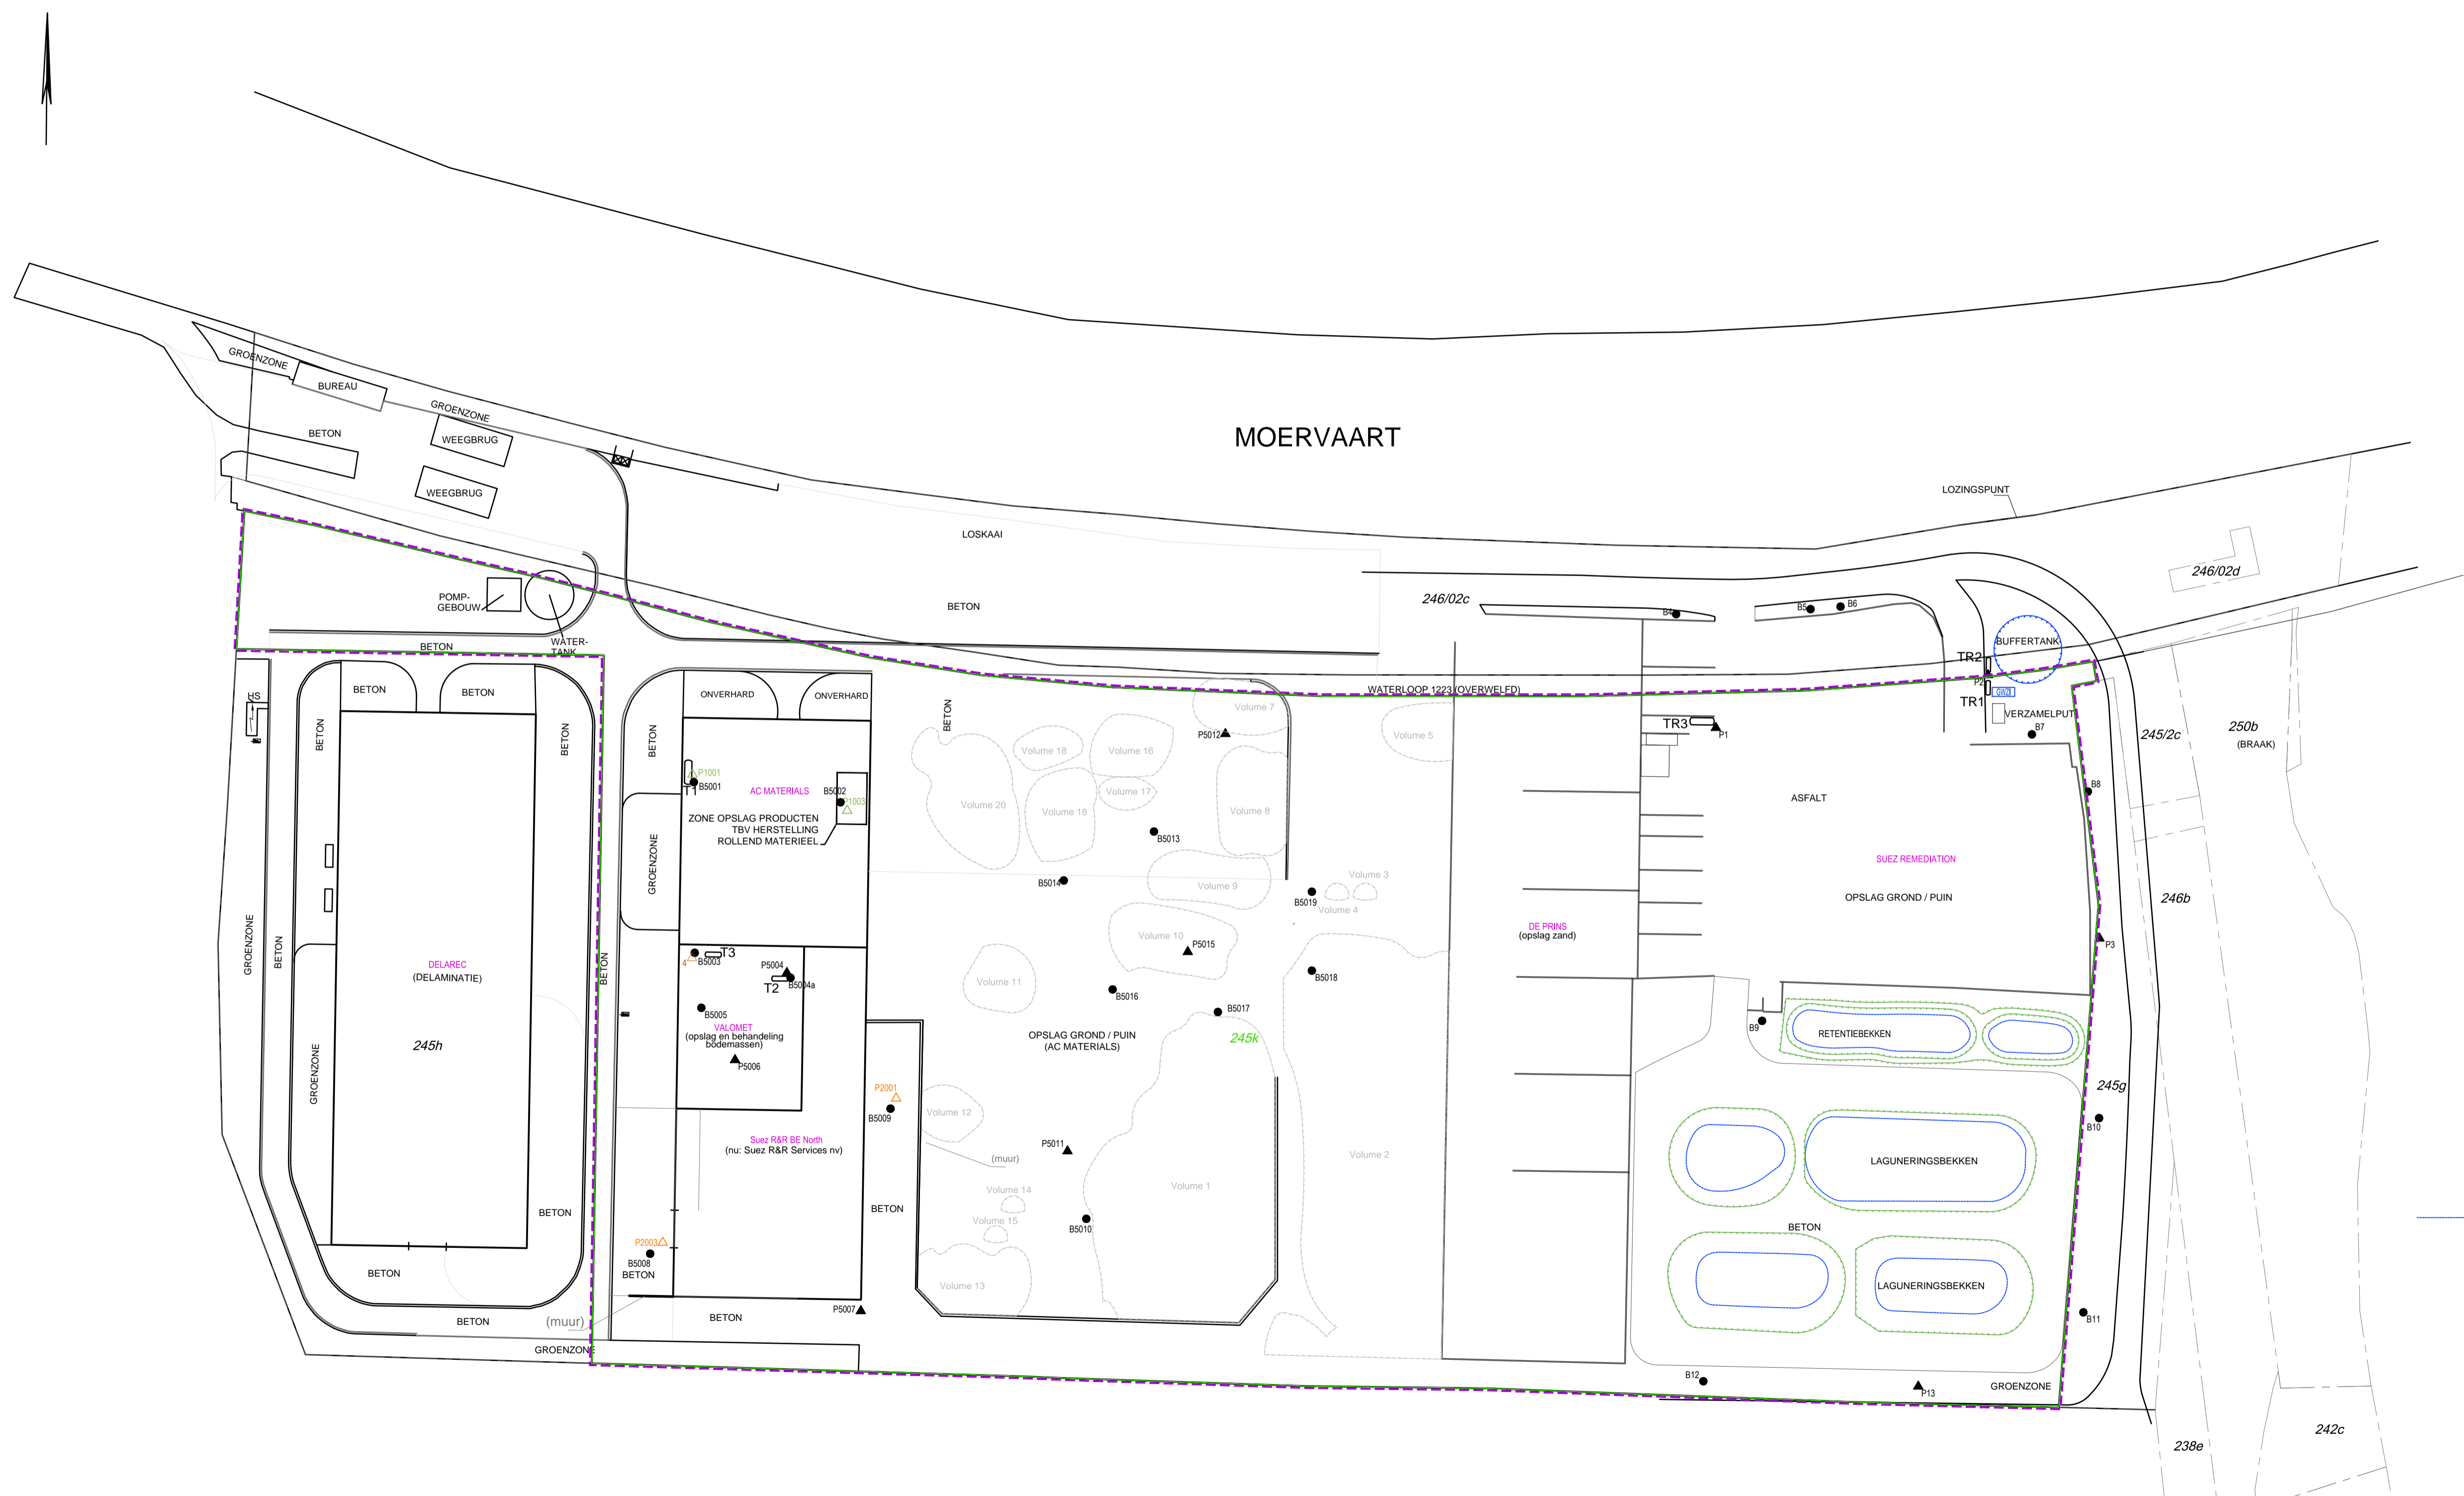 MOERVAART
GROENZONE
BUREAU
GROENZONE
BETON
WEEGBRUG
WEEGBRUG
LOZINGSPUNT
LOSKAAI
246/02d
246/02c
BETON
POMP-
GEBOUW
WATER-
TANK
BETON
B4
B5
B6
BUFFERTANK
TR2
P2
TR1
VERZAMELPUT
B7
WATERLOOP 1223 (OVERWELFD)
TR3
P1
245/2c
250b
(BRAAK)
HS
BETON
BETON
BETON
BETON
BETON
ONVERHARD
ONVERHARD
BETON
Volume 7
P5012
Volume 5
Volume 18
Volume 16
Volume 17
Volume 20
Volume 18
Volume 8
P1001
B5001
T1
AC MATERIALS
B5002
P1003
ZONE OPSLAG PRODUCTEN
TBV HERSTELLING
ROLLEND MATERIEEL
B8
ASFALT
B5013
GROENZONE
B5014
Volume 9
Volume 3
B5019
Volume 4
SUEZ REMEDIATION
OPSLAG GROND / PUIN
246b
DE PRINS
(opslag zand)
GROENZONE
BETON
BETON
DELAREC
(DELAMINATIE)
4
B5003
T3
P5004
T2
B5004a
Volume 10
P5015
P3
Volume 11
B5018
B5016
B5017
B5005
VALOMET
(opslag en behandeling
bodemassen)
P5006
OPSLAG GROND / PUIN
(AC MATERIALS)
245k
245h
B9
RETENTIEBEKKEN
GROENZONE
245g
P2001
B5009
Volume 12
B10
Suez R&R BE North
(nu: Suez R&R Services nv)
P5011
(muur)
Volume 2
LAGUNERINGSBEKKEN
Volume 14
Volume 1
BETON
BETON
Volume 15
B5010
BETON
P2003
B5008
BETON
BETON
Volume 13
LAGUNERINGSBEKKEN
P5007
BETON
(muur)
BETON
B11
GROENZONE
B12
P13
GROENZONE
242c
238e